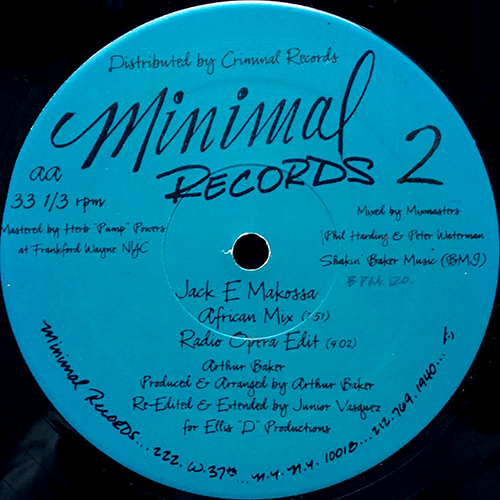 Distributed by Criminal Records
Minimal
RECORDS 2
aa
33 1/3 rpm
Mastered by Herb "Pump" Powers
at Frankford Wayne NYC
Mixed by Mixmasters
Phil Harding & Peter Waterman
Shakin' Baker Music (BMI)
BPM. 120.
Jack E Makossa
African Mix (7:51)
Radio Opera Edit (4:02)
Arthur Baker
Produced & Arranged by Arthur Baker
Re-Edited & Extended by Junior Vasquez
for Ellis "D" Productions
Minimal Records... 222. W. 37th... N.Y. N.Y. 10018... 212. 769. 1940...